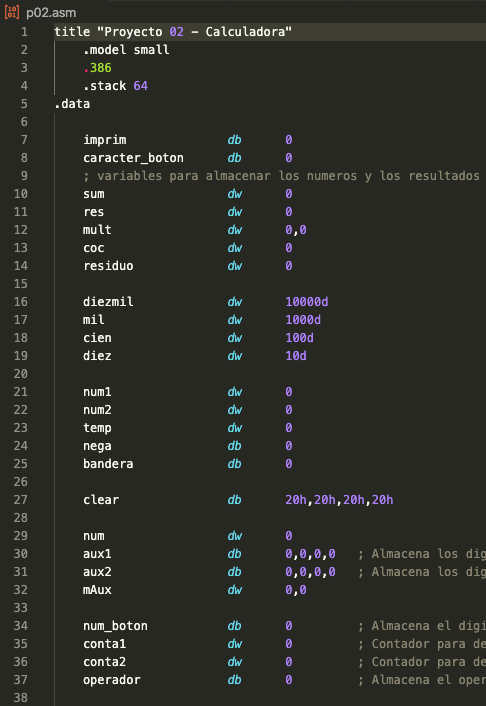 p02.asm
1 title "Proyecto 02 - Calculadora"
2 .model small
3 .386
4 .stack 64
5 .data
6
7 imprim db 0
8 caracter_boton db 0
9 ; variables para almacenar los numeros y los resultados
10 sum dw 0
11 res dw 0
12 mult dw 0,0
13 coc dw 0
14 residuo dw 0
15
16 diezmil dw 10000d
17 mil dw 1000d
18 cien dw 100d
19 diez dw 10d
20
21 num1 dw 0
22 num2 dw 0
23 temp dw 0
24 nega db 0
25 bandera db 0
26
27 clear db 20h,20h,20h,20h
28
29 num dw 0
30 aux1 db 0,0,0,0 ; Almacena los dig
31 aux2 db 0,0,0,0 ; Almacena los dig
32 mAux dw 0,0
33
34 num_boton db 0 ; Almacena el digi
35 conta1 db 0 ; Contador para de
36 conta2 db 0 ; Contador para de
37 operador db 0 ; Almacena el oper
38